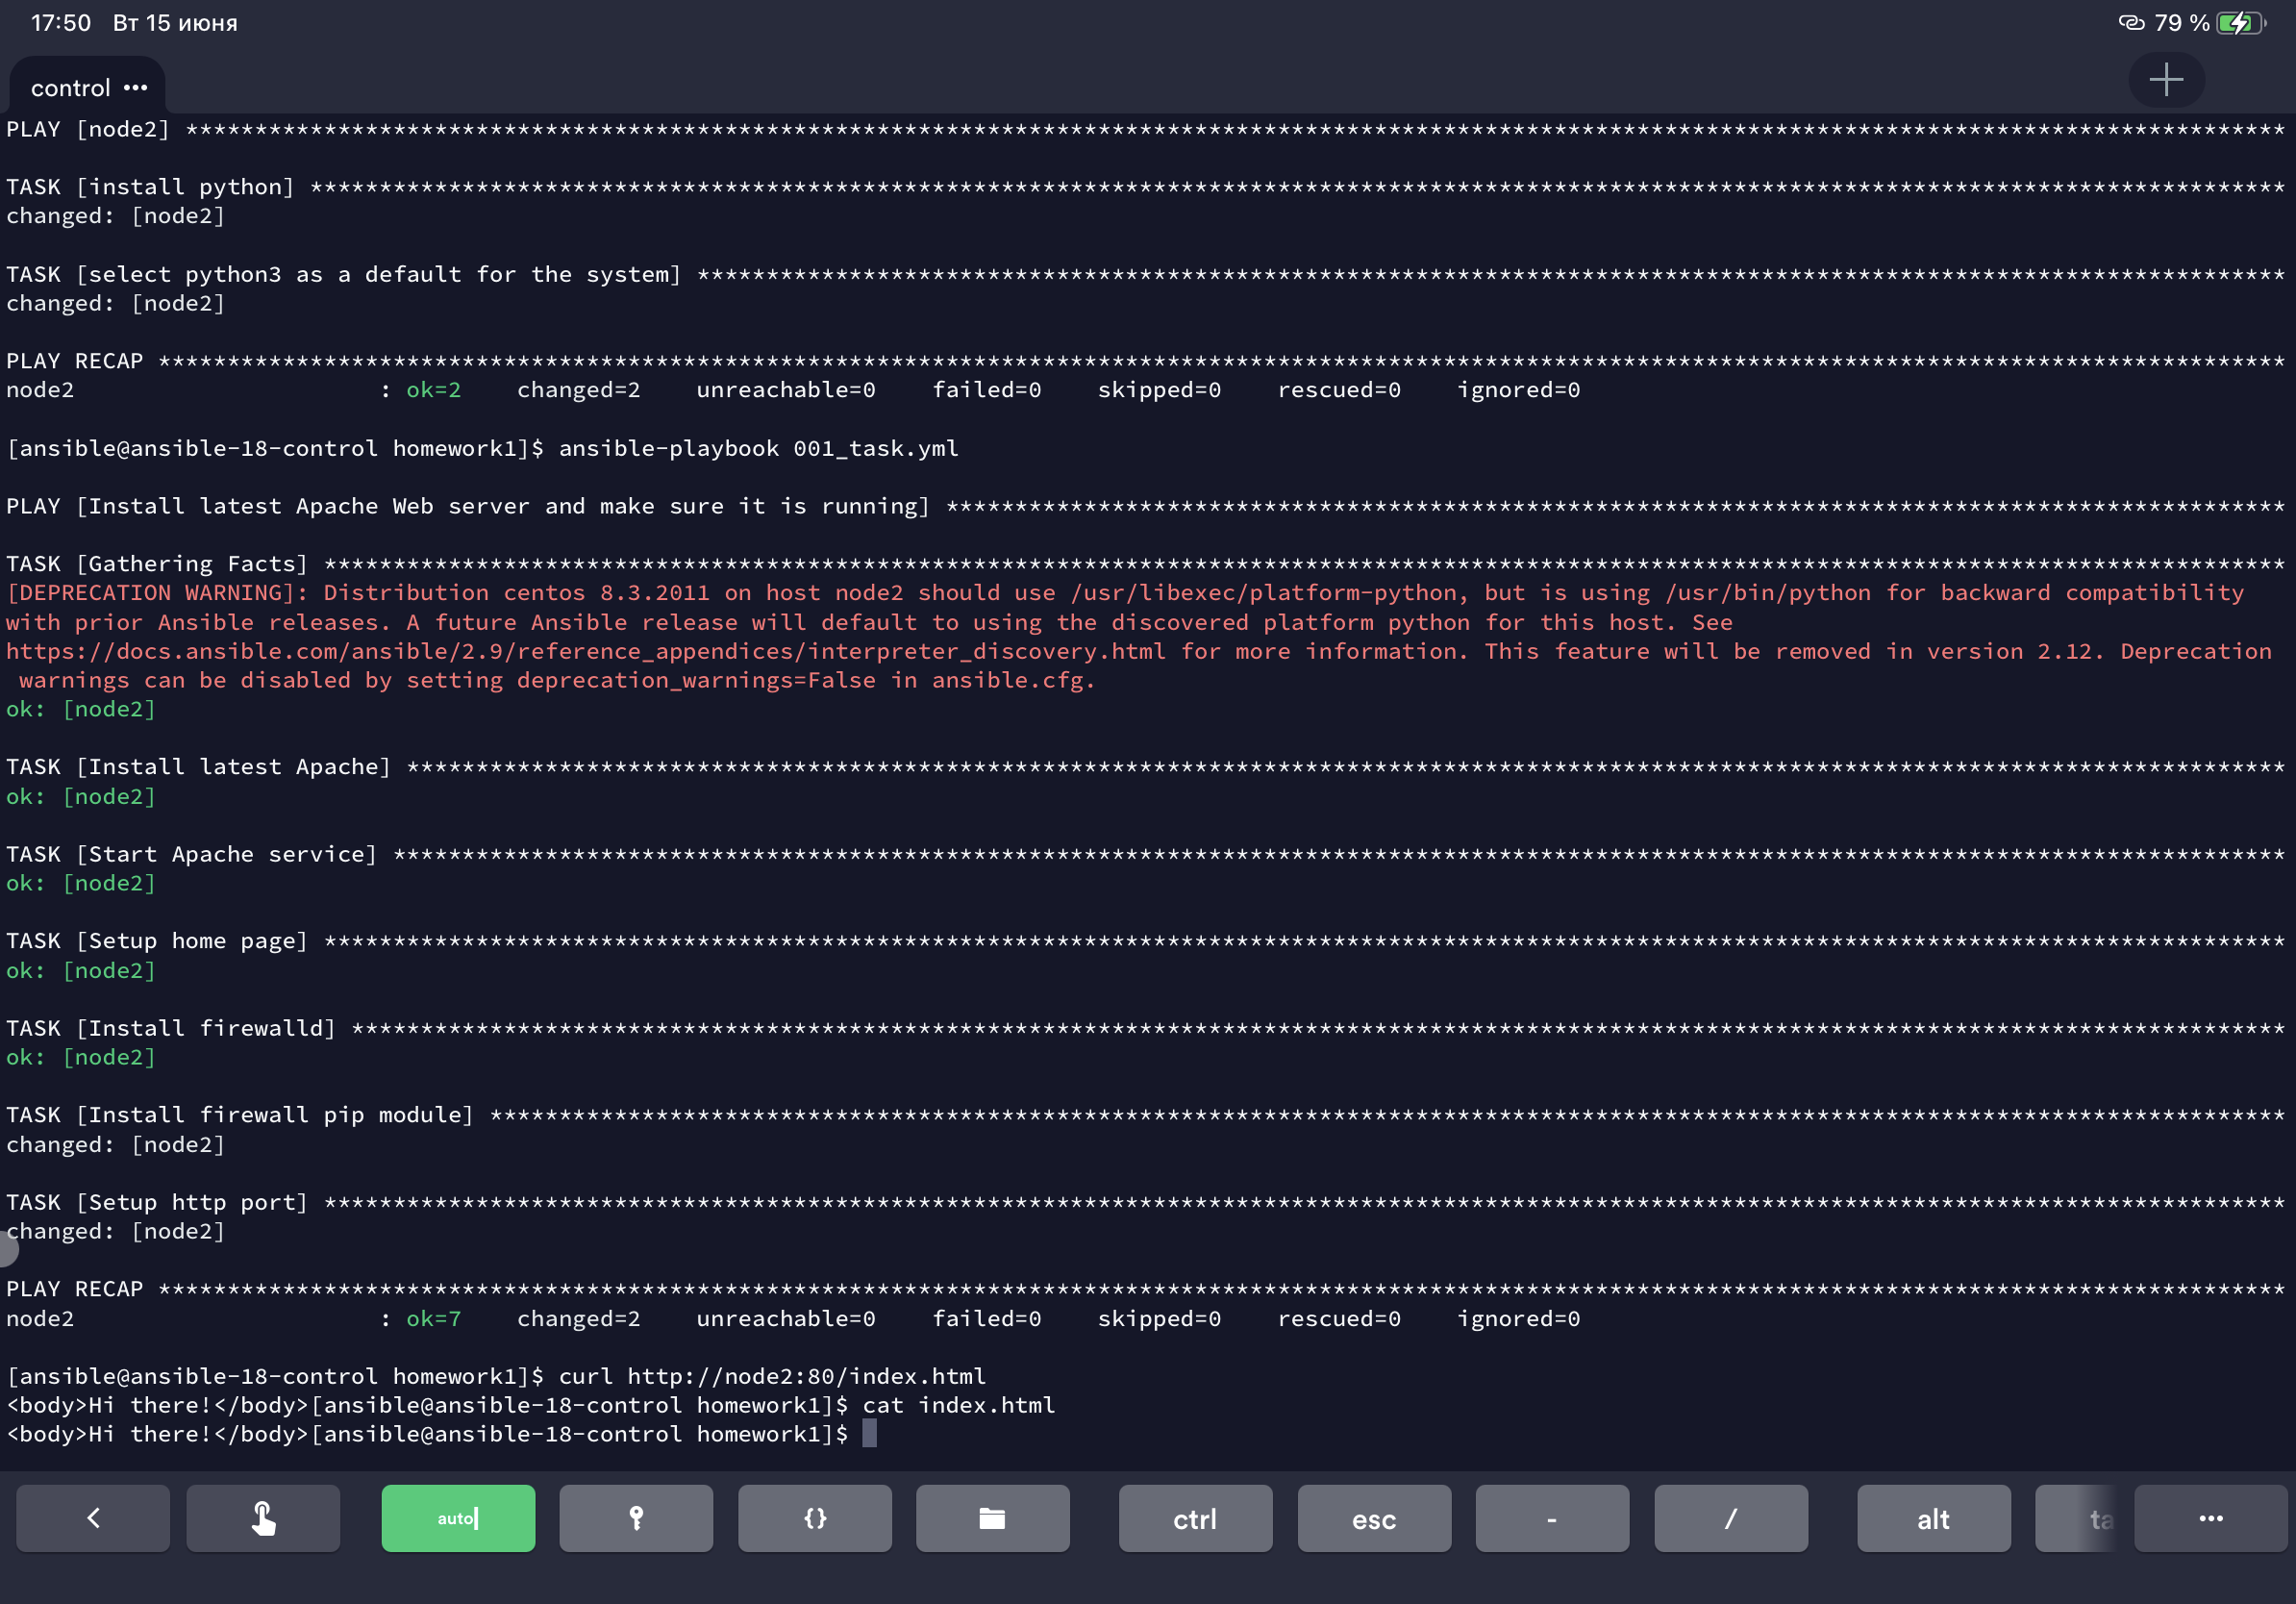 17:50 Вт 15 июня 79 %
control •••
PLAY [node2] ********************************************************************************************************************************************************
TASK [install python] ***********************************************************************************************************************************************
changed: [node2]
TASK [select python3 as a default for the system] *******************************************************************************************************************
changed: [node2]
PLAY RECAP **********************************************************************************************************************************************************
node2 : ok=2 changed=2 unreachable=0 failed=0 skipped=0 rescued=0 ignored=0
[ansible@ansible-18-control homework1]$ ansible-playbook 001_task.yml
PLAY [Install latest Apache Web server and make sure it is running] *************************************************************************************************
TASK [Gathering Facts] **********************************************************************************************************************************************
[DEPRECATION WARNING]: Distribution centos 8.3.2011 on host node2 should use /usr/libexec/platform-python, but is using /usr/bin/python for backward compatibility
with prior Ansible releases. A future Ansible release will default to using the discovered platform python for this host. See
https://docs.ansible.com/ansible/2.9/reference_appendices/interpreter_discovery.html for more information. This feature will be removed in version 2.12. Deprecation
warnings can be disabled by setting deprecation_warnings=False in ansible.cfg.
ok: [node2]
TASK [Install latest Apache] ****************************************************************************************************************************************
ok: [node2]
TASK [Start Apache service] *****************************************************************************************************************************************
ok: [node2]
TASK [Setup home page] **********************************************************************************************************************************************
ok: [node2]
TASK [Install firewalld] ********************************************************************************************************************************************
ok: [node2]
TASK [Install firewall pip module] **********************************************************************************************************************************
changed: [node2]
TASK [Setup http port] **********************************************************************************************************************************************
changed: [node2]
PLAY RECAP **********************************************************************************************************************************************************
node2 : ok=7 changed=2 unreachable=0 failed=0 skipped=0 rescued=0 ignored=0
[ansible@ansible-18-control homework1]$ curl http://node2:80/index.html
<body>Hi there!</body>[ansible@ansible-18-control homework1]$ cat index.html
<body>Hi there!</body>[ansible@ansible-18-control homework1]$
auto {} ctrl esc - / alt •••